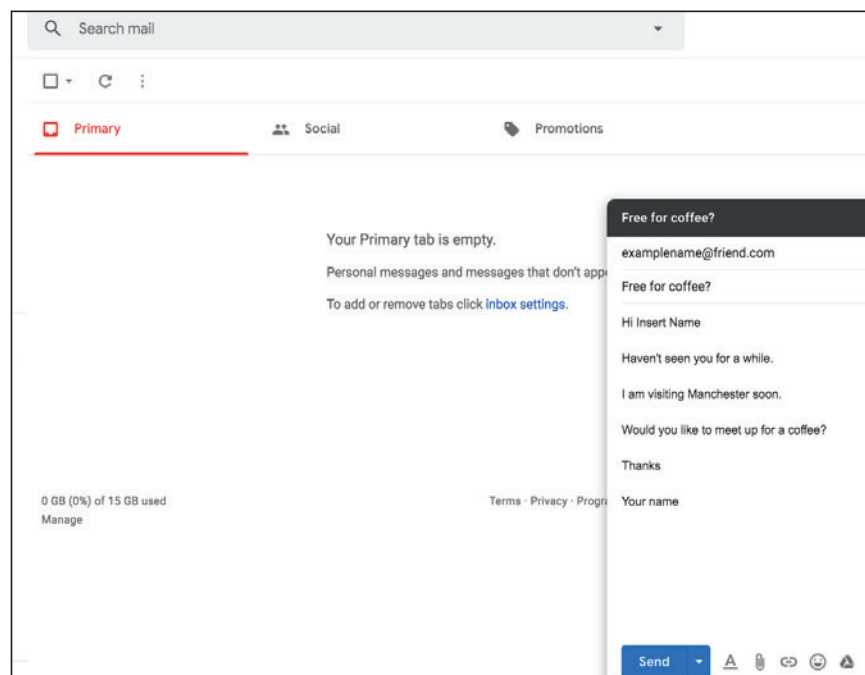 Search mail
Primary
Social
Promotions
Your Primary tab is empty.
Personal messages and messages that don't
To add or remove tabs click inbox settings.
0 GB (0%) of 15 GB used
Manage
Terms · Privacy ·
Free for coffee?
examplename@friend.com
Free for coffee?
Hi Insert Name
Haven't seen you for a while.
I am visiting Manchester soon.
Would you like to meet up for a coffee?
Thanks
Your name
Send